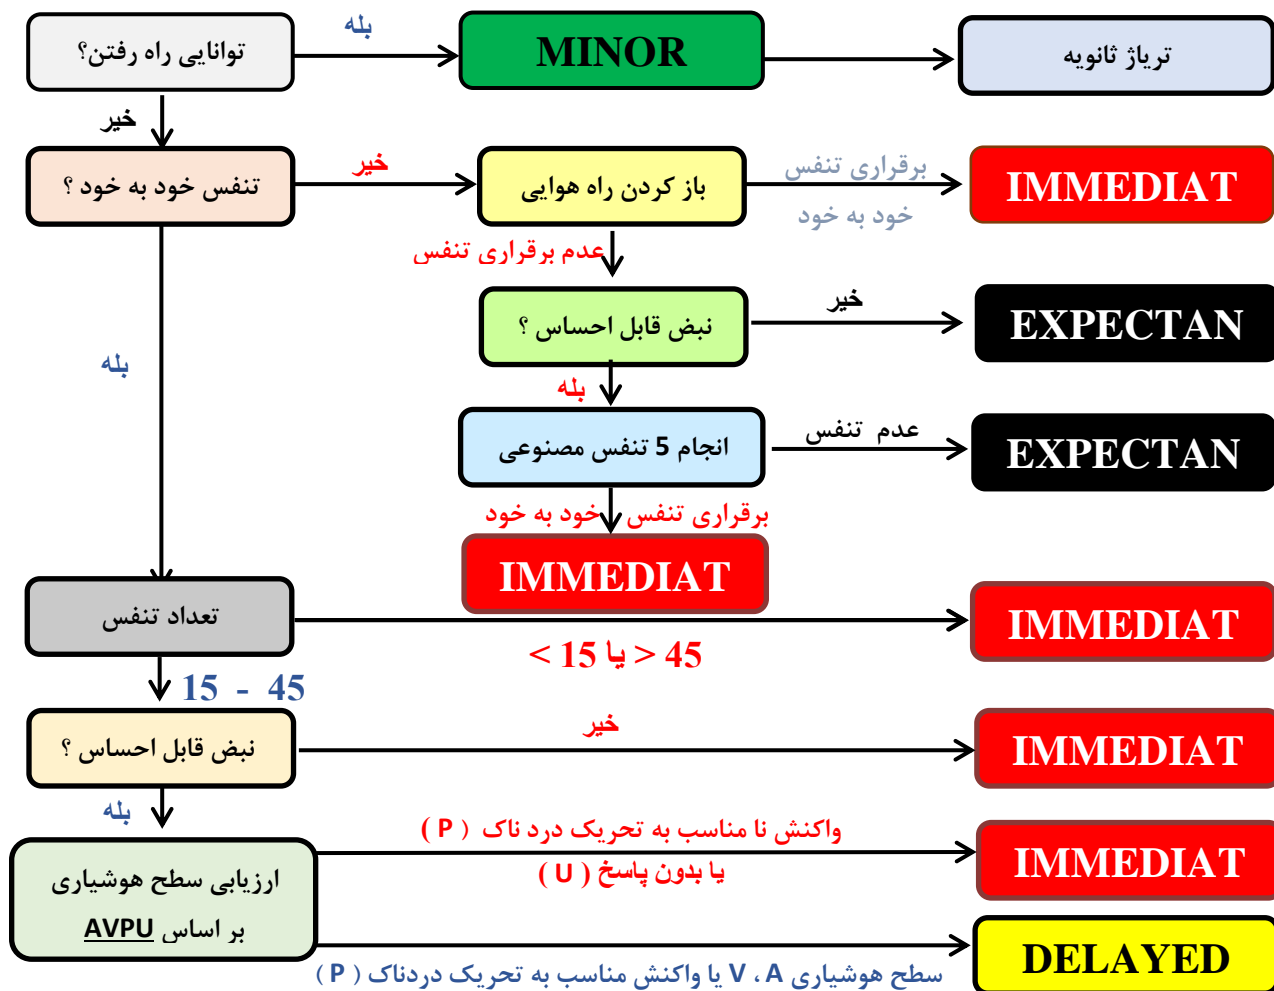 توانایی راه رفتن؟
بله
MINOR
تریاژ ثانویه
خیر
تنفس خود به خود ؟
خیر
باز کردن راه هوایی
برقراری تنفس
خود به خود
IMMEDIAT
عدم برقراری تنفس
نبض قابل احساس ؟
خیر
EXPECTAN
بله
بله
انجام 5 تنفس مصنوعی
عدم تنفس
EXPECTAN
برقراری تنفس خود به خود
IMMEDIAT
تعداد تنفس
< 15 یا > 45
IMMEDIAT
15 - 45
نبض قابل احساس ؟
خیر
IMMEDIAT
بله
ارزیابی سطح هوشیاری
بر اساس AVPU
واکنش نا مناسب به تحریک درد ناک ( P )
یا بدون پاسخ ( U )
IMMEDIAT
سطح هوشیاری V ، A یا واکنش مناسب به تحریک دردناک ( P )
DELAYED